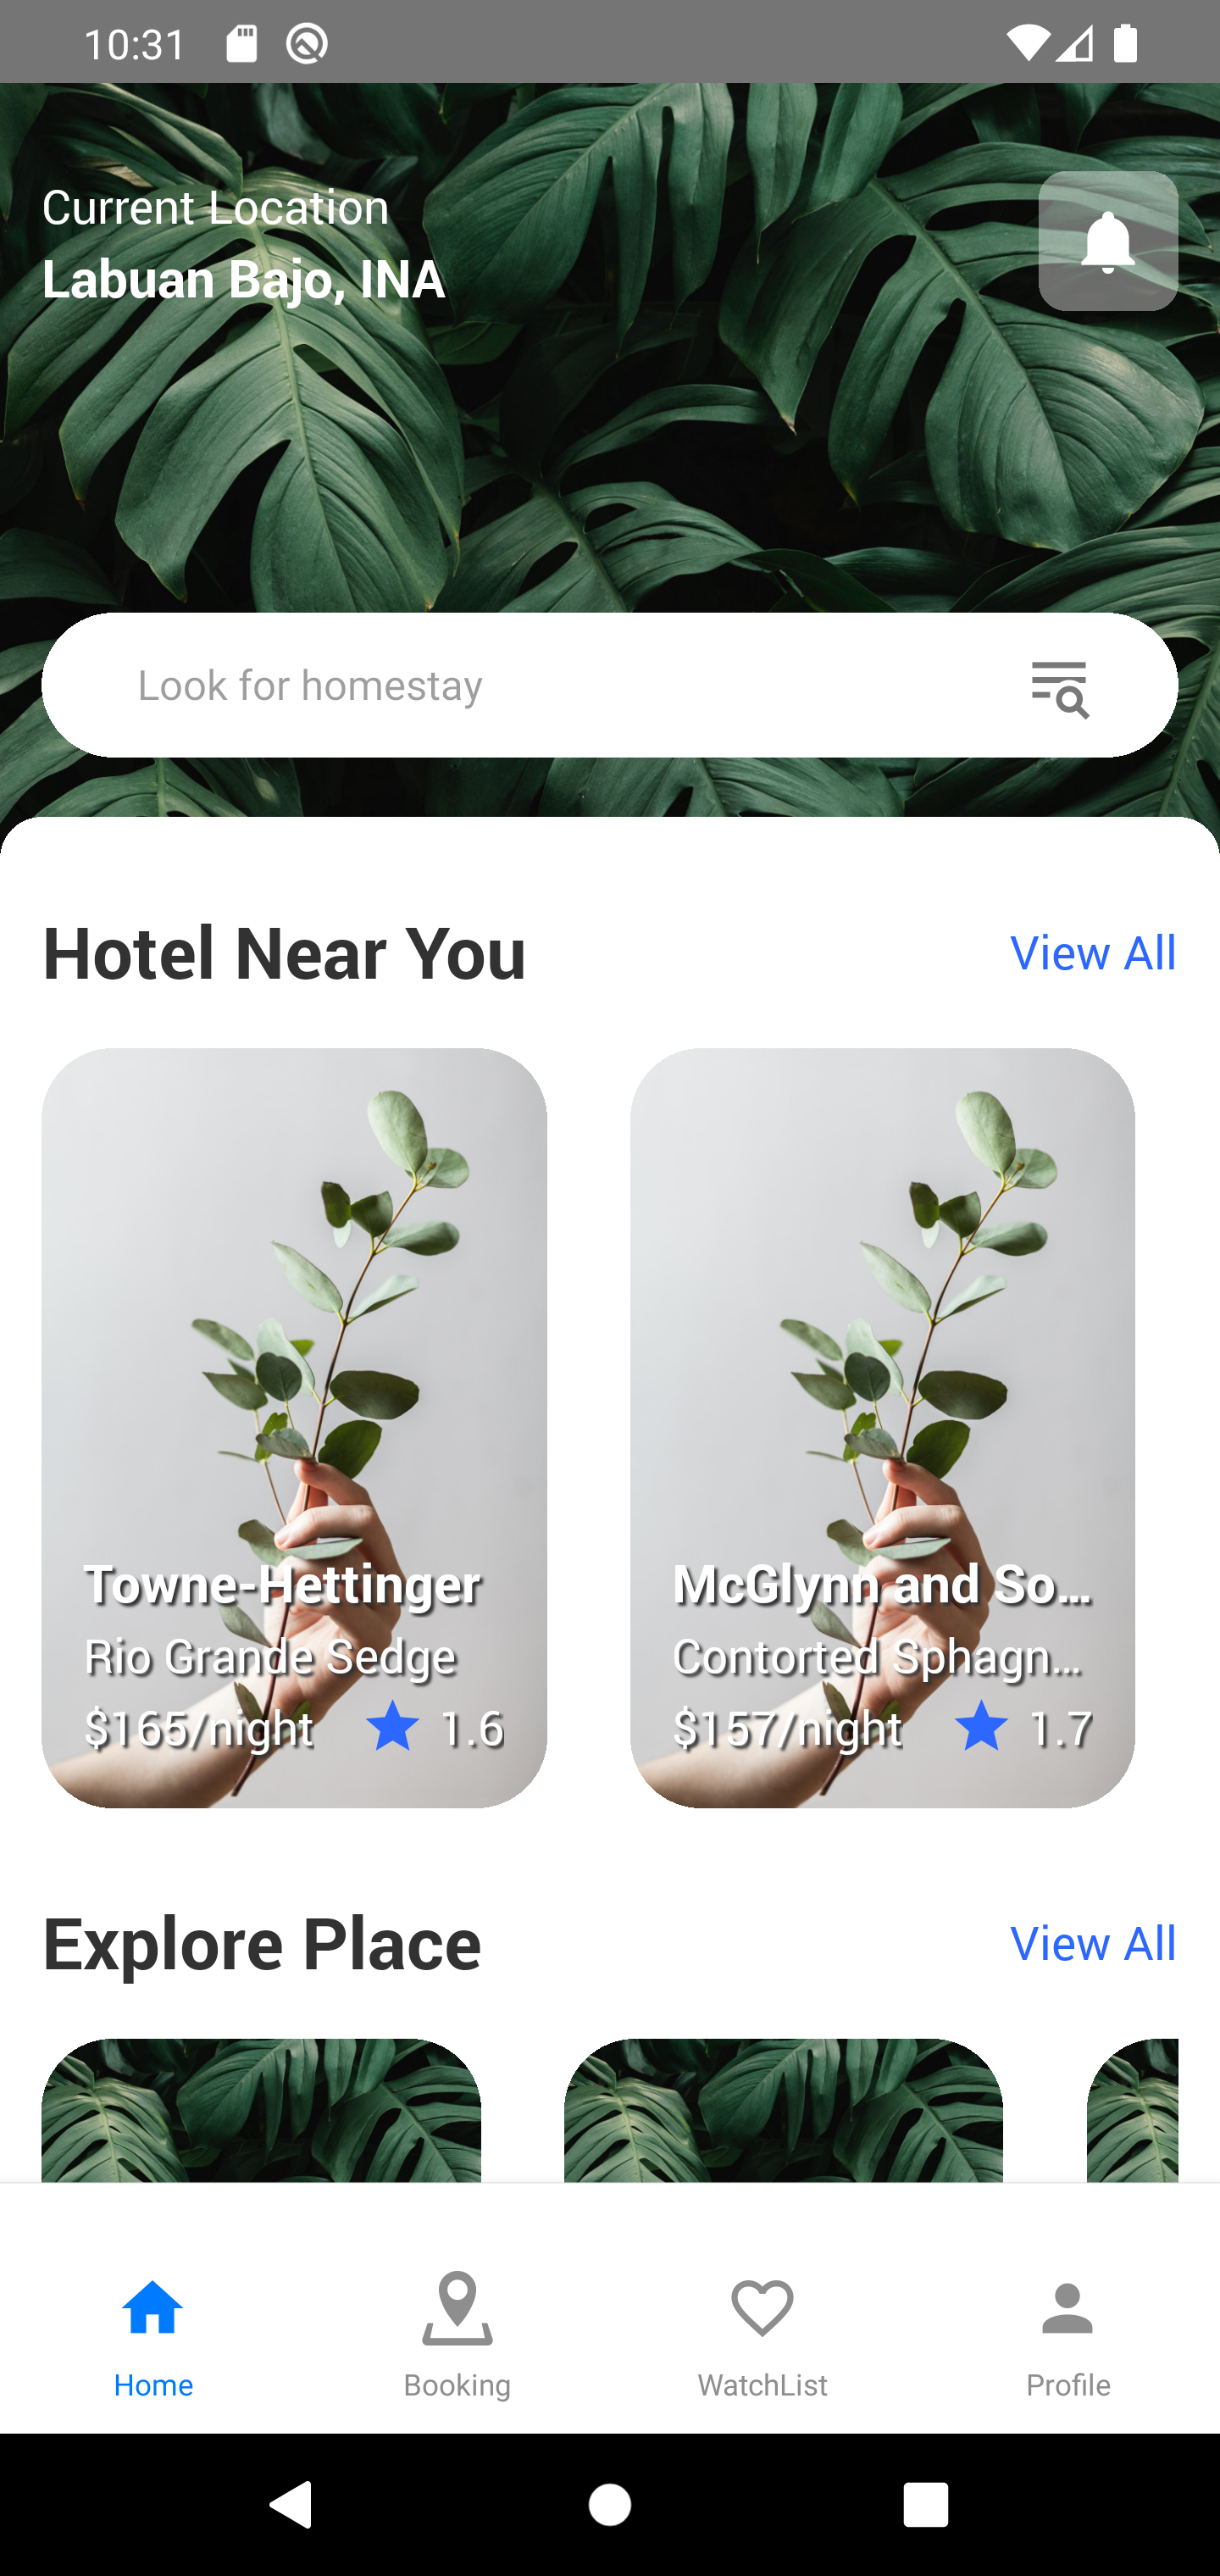 10:31
Current Location
Labuan Bajo, INA
Look for homestay
Hotel Near You
View All
Towne-Hettinger
Rio Grande Sedge
$165/night 1.6
McGlynn and So...
Contorted Sphagn...
$157/night 1.7
Explore Place
View All
Home
Booking
WatchList
Profile